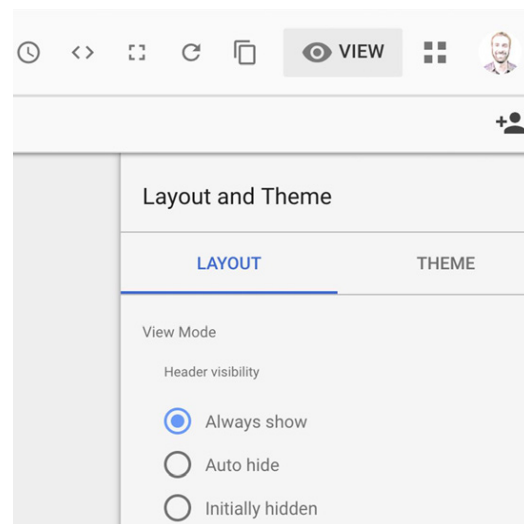 VIEW
Layout and Theme
LAYOUT THEME
View Mode
Header visibility
Always show
Auto hide
Initially hidden